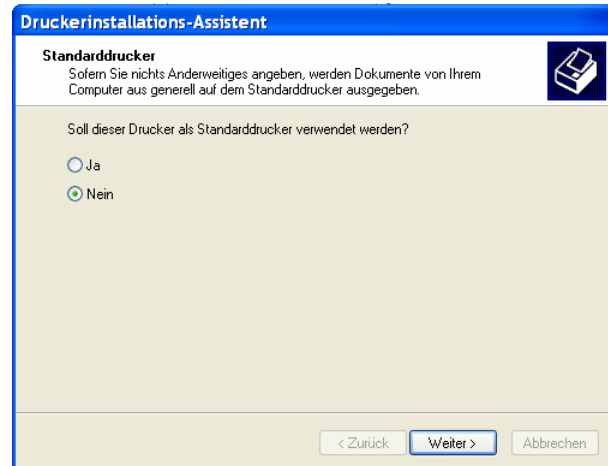 Druckerinstallations-Assistent
Standarddrucker
Sofern Sie nichts Anderweitiges angeben, werden Dokumente von Ihrem
Computer aus generell auf dem Standarddrucker ausgegeben.
Soll dieser Drucker als Standarddrucker verwendet werden?
Ja
Nein
< Zurück Weiter > Abbrechen